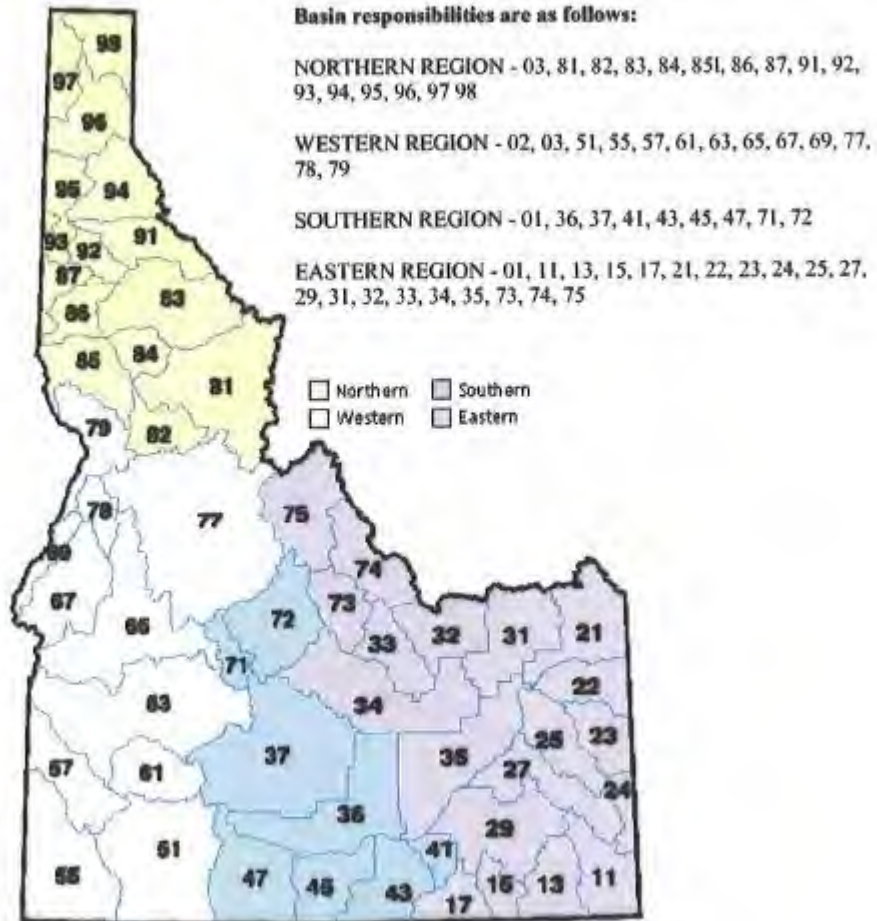 Basin responsibilities are as follows:
NORTHERN REGION - 03, 81, 82, 83, 84, 851, 86, 87, 91, 92,
93, 94, 95, 96, 97 98
WESTERN REGION - 02, 03, 51, 55, 57, 61, 63, 65, 67, 69, 77,
78, 79
SOUTHERN REGION - 01, 36, 37, 41, 43, 45, 47, 71, 72
EASTERN REGION - 01, 11, 13, 15, 17, 21, 22, 23, 24, 25, 27,
29, 31, 32, 33, 34, 35, 73, 74, 75
Northern Southern
Western Eastern
98
97
96
95 94
93 92 91
87
86 83
85 84
81
79 82
78 77 75
69 74
67 72 73
65 33 32 31 21
71 22
63 34
37 35 25 23
57 61 27
24
36 29
51 41
55 47 45 43 17 15 13 11